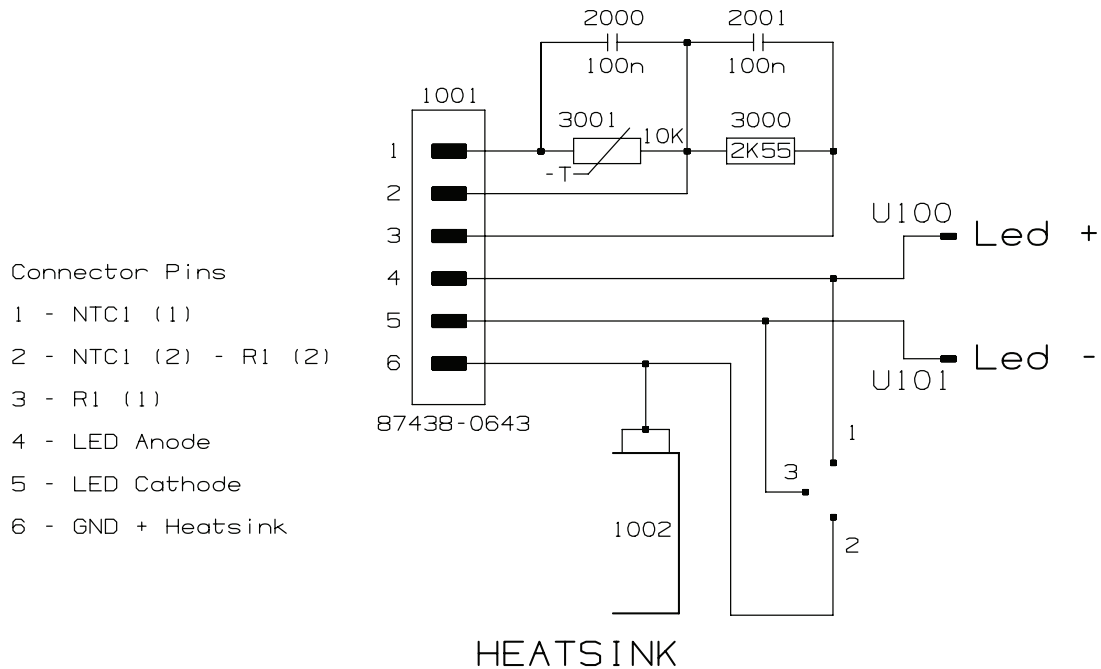 2000
2001
100n
100n
1001
3001
10K
3000
2K55
-T
1
2
3
4
5
6
U100
Led +
Led -
U101
87438-0643
Connector Pins
1 - NTC1 (1)
2 - NTC1 (2) - R1 (2)
3 - R1 (1)
4 - LED Anode
5 - LED Cathode
6 - GND + Heatsink
1
3
2
1002
HEATSINK